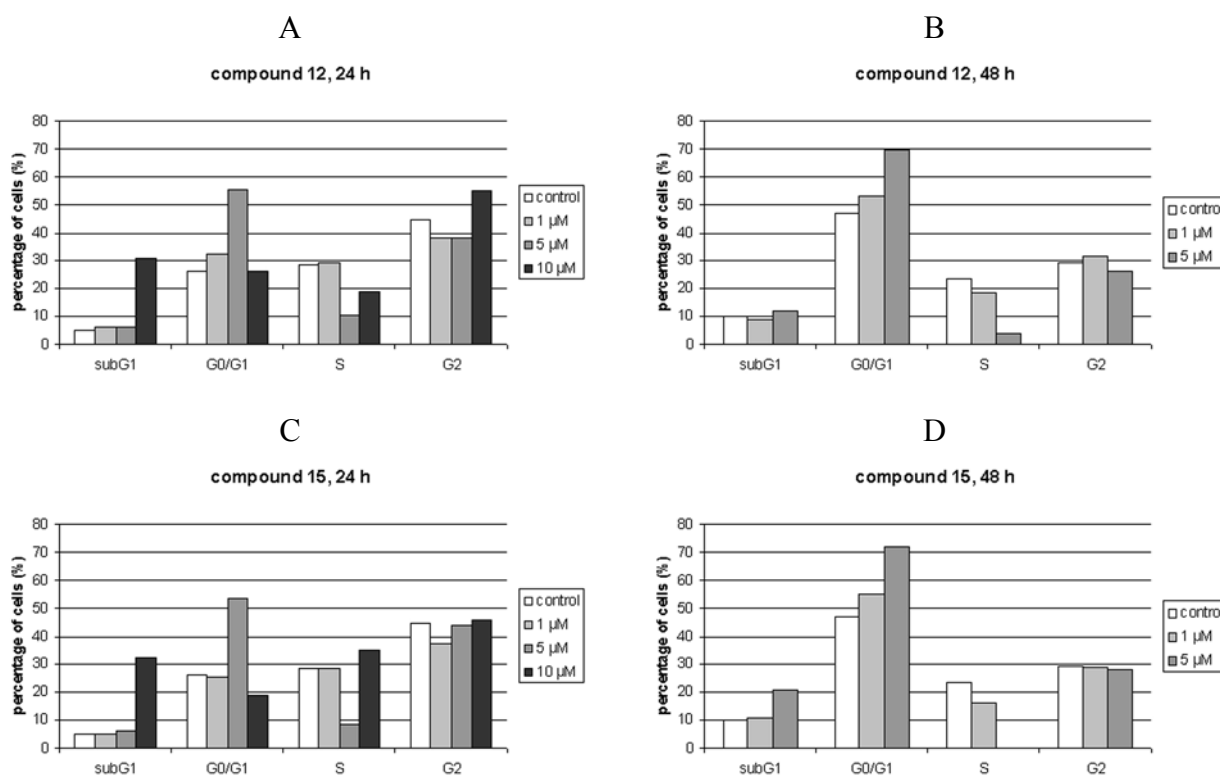 A
compound 12, 24 h
percentage of cells (%)
80
70
60
50
40
30
20
10
0
subG1 G0/G1 S G2
control
1 µM
5 µM
10 µM
B
compound 12, 48 h
percentage of cells (%)
80
70
60
50
40
30
20
10
0
subG1 G0/G1 S G2
control
1 µM
5 µM
C
compound 15, 24 h
percentage of cells (%)
80
70
60
50
40
30
20
10
0
subG1 G0/G1 S G2
control
1 µM
5 µM
10 µM
D
compound 15, 48 h
percentage of cells (%)
80
70
60
50
40
30
20
10
0
subG1 G0/G1 S G2
control
1 µM
5 µM